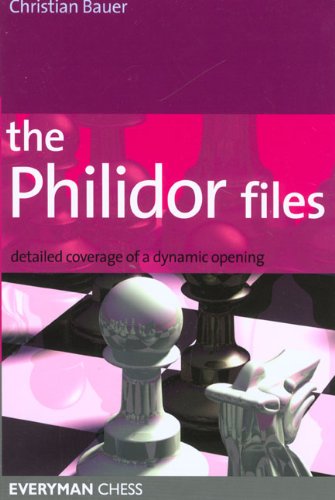 Christian Bauer
the
Philidor files
detailed coverage of a dynamic opening
EVERYMAN CHESS